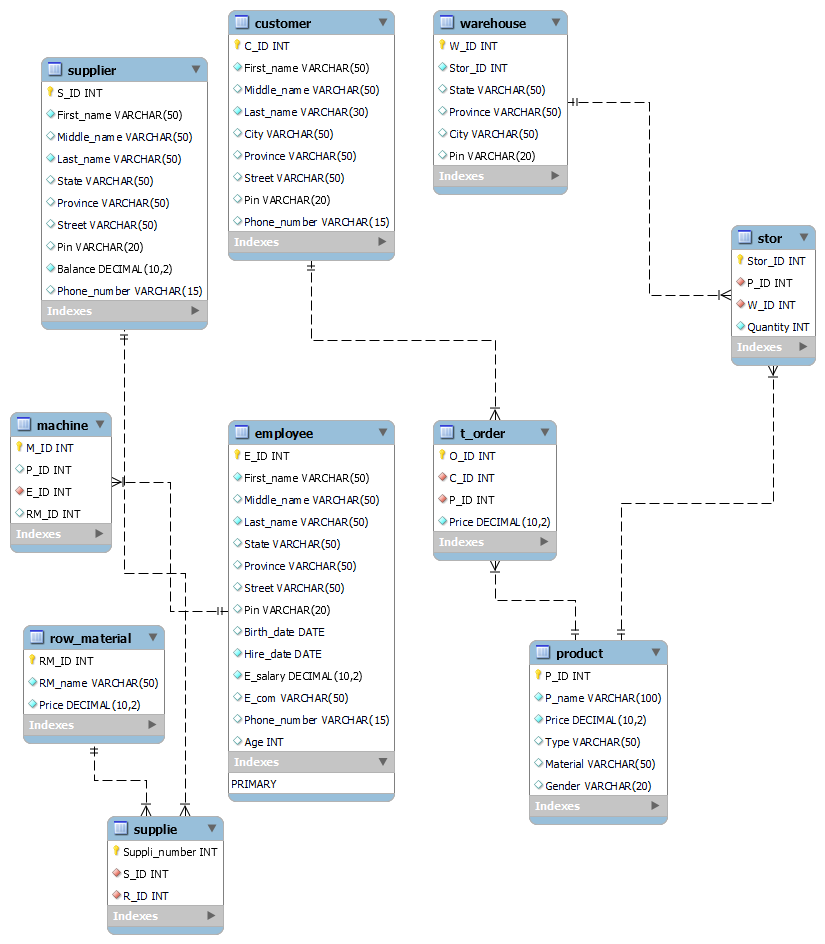 customer
C_ID INT
First_name VARCHAR(50)
Middle_name VARCHAR(50)
Last_name VARCHAR(30)
City VARCHAR(50)
Province VARCHAR(50)
Street VARCHAR(50)
Pin VARCHAR(20)
Phone_number VARCHAR(15)
Indexes
warehouse
W_ID INT
Stor_ID INT
State VARCHAR(50)
Province VARCHAR(50)
City VARCHAR(50)
Pin VARCHAR(20)
Indexes
supplier
S_ID INT
First_name VARCHAR(50)
Middle_name VARCHAR(50)
Last_name VARCHAR(50)
State VARCHAR(50)
Province VARCHAR(50)
Street VARCHAR(50)
Pin VARCHAR(20)
Balance DECIMAL(10,2)
Phone_number VARCHAR(15)
Indexes
stor
Stor_ID INT
P_ID INT
W_ID INT
Quantity INT
Indexes
machine
M_ID INT
P_ID INT
E_ID INT
RM_ID INT
Indexes
employee
E_ID INT
First_name VARCHAR(50)
Middle_name VARCHAR(50)
Last_name VARCHAR(50)
State VARCHAR(50)
Province VARCHAR(50)
Street VARCHAR(50)
Pin VARCHAR(20)
Birth_date DATE
Hire_date DATE
E_salary DECIMAL(10,2)
E_com VARCHAR(50)
Phone_number VARCHAR(15)
Age INT
Indexes
PRIMARY
t_order
O_ID INT
C_ID INT
P_ID INT
Price DECIMAL(10,2)
Indexes
row_material
RM_ID INT
RM_name VARCHAR(50)
Price DECIMAL(10,2)
Indexes
product
P_ID INT
P_name VARCHAR(100)
Price DECIMAL(10,2)
Type VARCHAR(50)
Material VARCHAR(50)
Gender VARCHAR(20)
Indexes
supplie
Suppli_number INT
S_ID INT
R_ID INT
Indexes